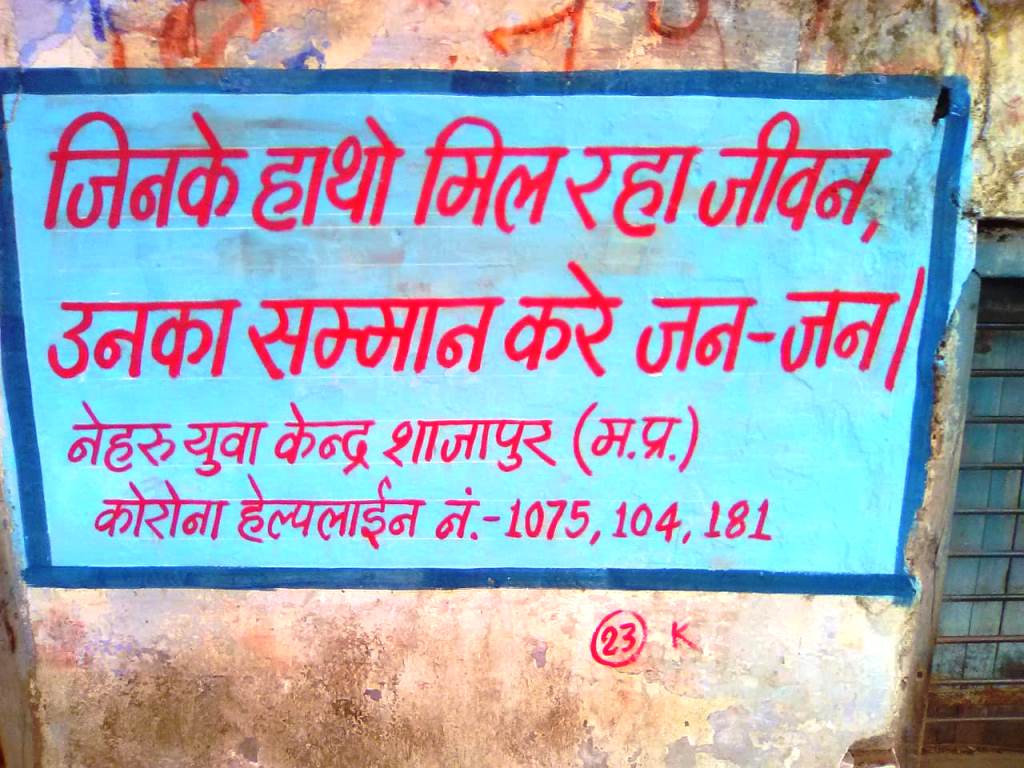 जिनके हाथो मिल रहा जीवन,
उनका सम्मान करे जन-जन।
नेहरु युवा केन्द्र शाजापुर (म.प्र.)
कोरोना हेल्पलाईन नं.-1075, 104, 181
23 K